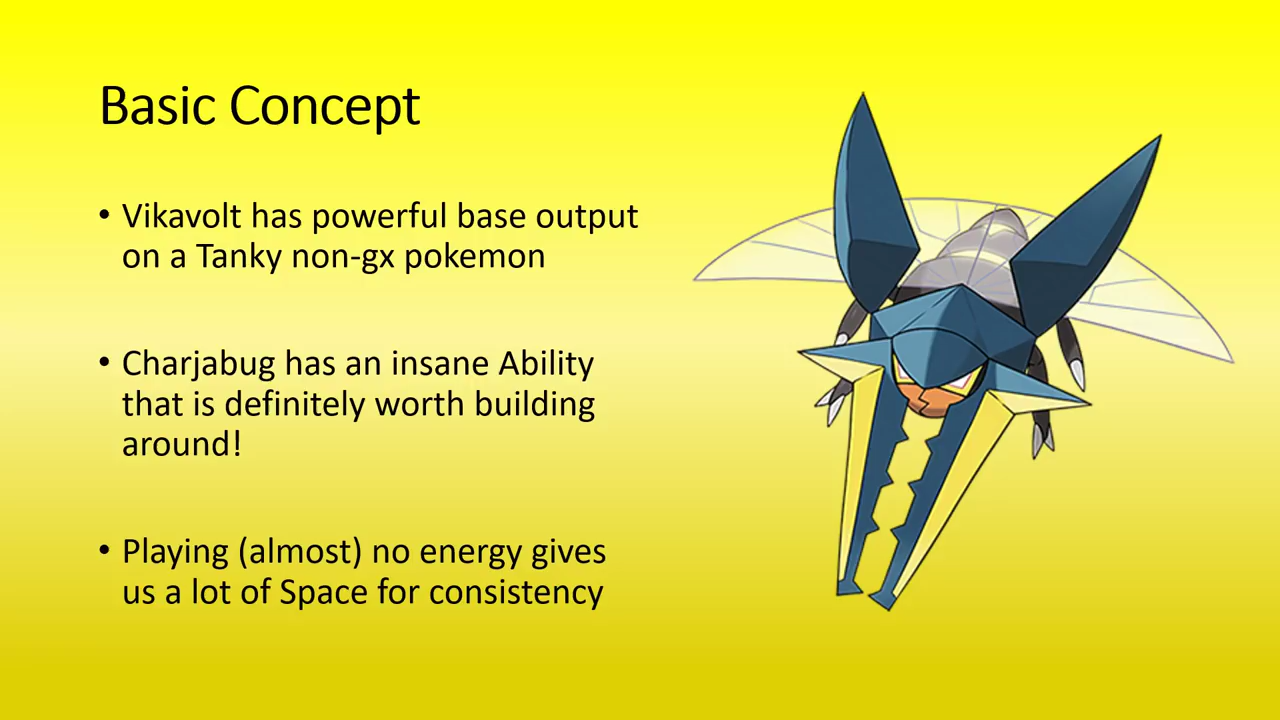 Basic Concept
• Vikavolt has powerful base output
on a Tanky non-gx pokemon
• Charjabug has an insane Ability
that is definitely worth building
around!
• Playing (almost) no energy gives
us a lot of Space for consistency